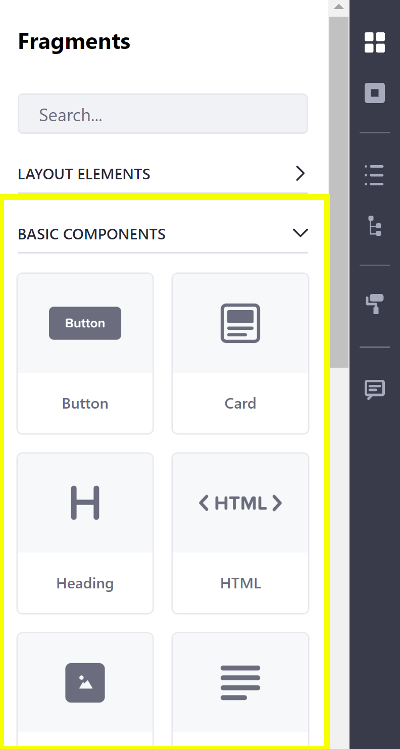 Fragments
Search...
LAYOUT ELEMENTS
BASIC COMPONENTS
Button
Button
Card
H
< HTML >
Heading
HTML